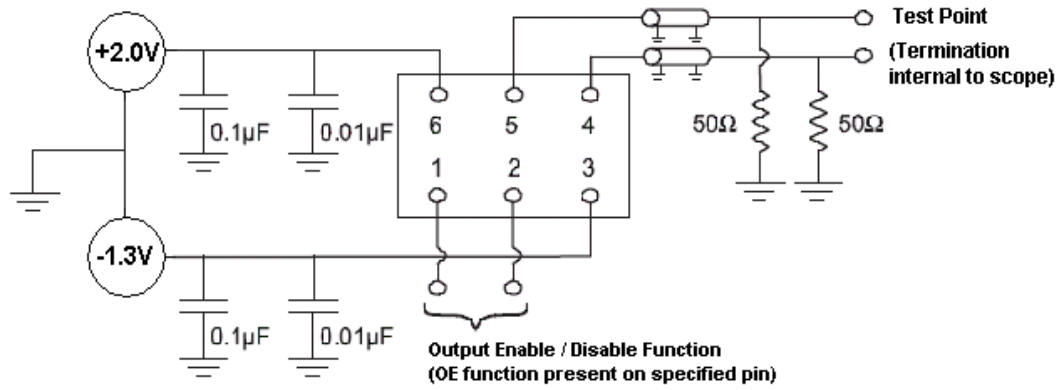 Test Point
+2.0V
(Termination
internal to scope)
0.1µF
0.01µF
6 5 4
50Ω
50Ω
1 2 3
-1.3V
0.1µF
0.01µF
Output Enable / Disable Function
(OE function present on specified pin)